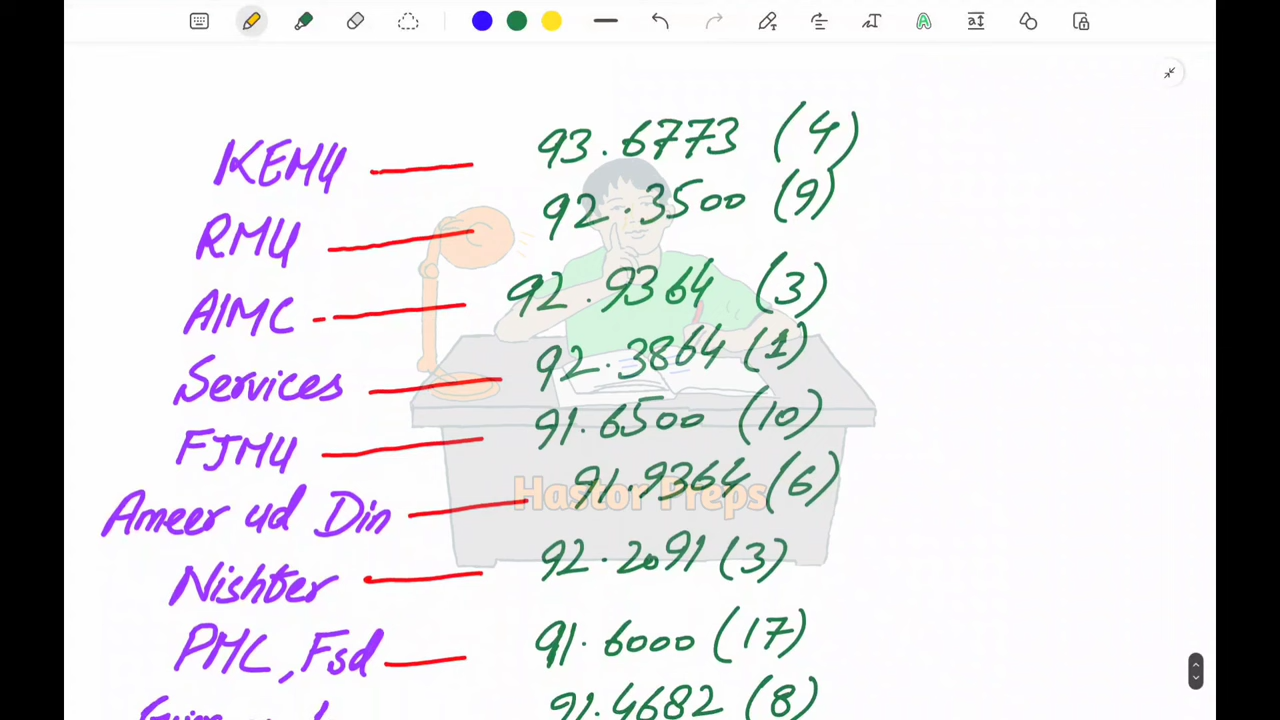 KEMU — 93.6773 (4)
RMU — 92.3500 (9)
AIMC — 92.9364 (3)
Services — 92.3864 (1)
FJMU — 91.6500 (10)
Ameer ud Din — 91.9364 (6)
Hastor Preps
Nishter — 92.2091 (3)
PMC, Fsd — 91.6000 (17)
91.4682 (8)